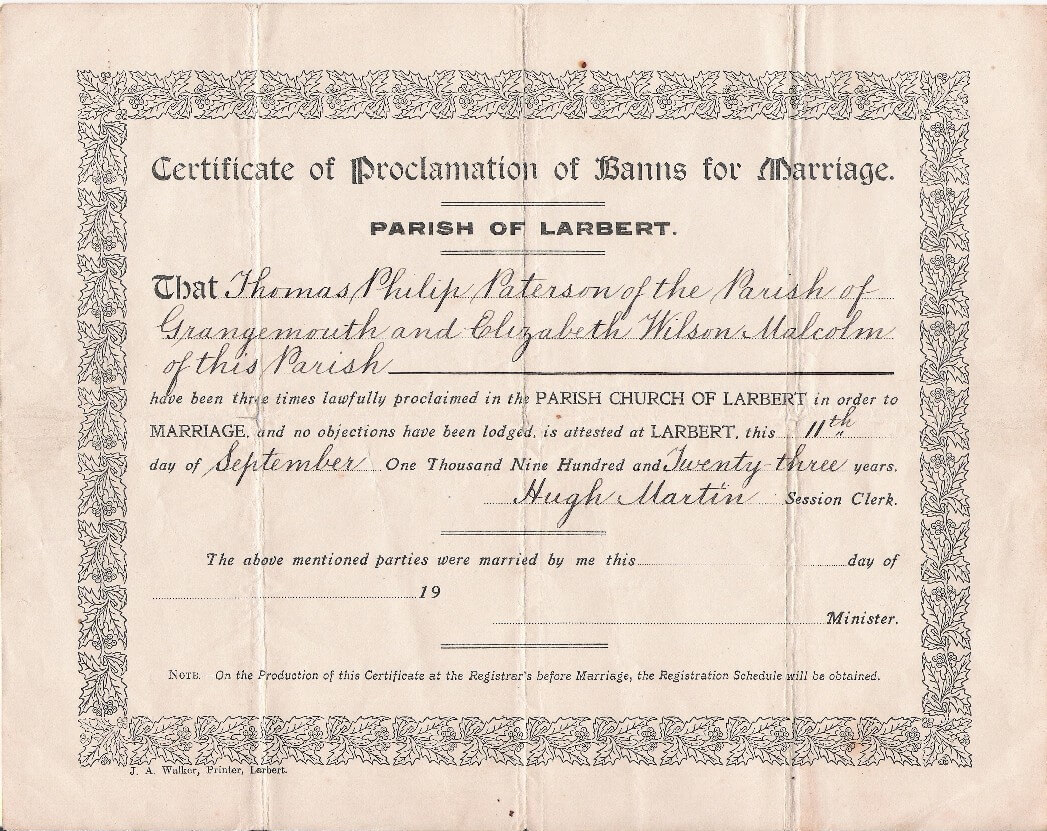 Certificate of Proclamation of Banns for Marriage.
PARISH OF LARBERT.
That Thomas Philip Paterson of the Parish of
Grangemouth and Elizabeth Wilson Malcolm
of this Parish
have been three times lawfully proclaimed in the PARISH CHURCH OF LARBERT in order to
MARRIAGE, and no objections have been lodged, is attested at LARBERT, this 11th
day of September One Thousand Nine Hundred and Twenty-three years.
Hugh Martin Session Clerk.
The above mentioned parties were married by me this day of
19
Minister.
NOTE. On the Production of this Certificate at the Registrar's before Marriage, the Registration Schedule will be obtained.
J. A. Walker, Printer, Larbert.